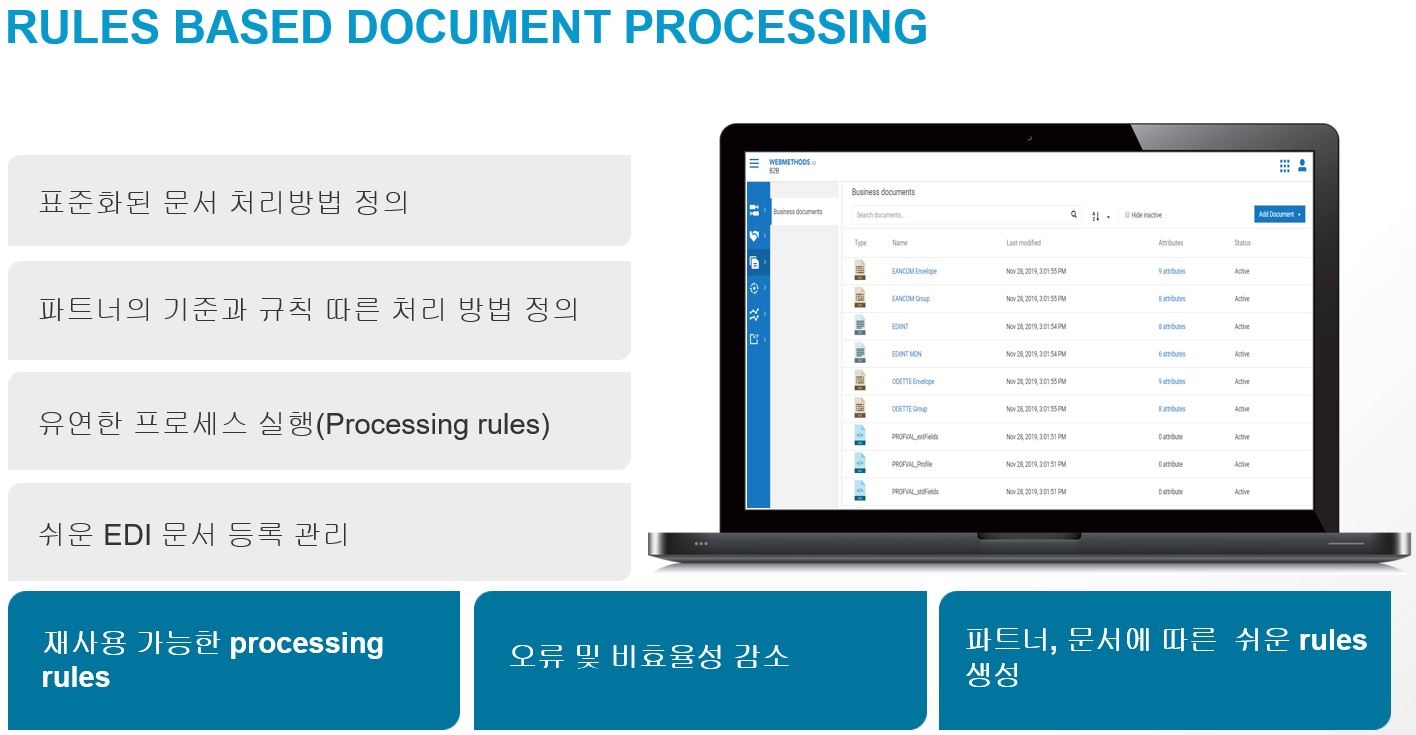 RULES BASED DOCUMENT PROCESSING
표준화된 문서 처리방법 정의
파트너의 기준과 규칙 따른 처리 방법 정의
유연한 프로세스 실행(Processing rules)
쉬운 EDI 문서 등록 관리
WEBMETHODS.io
B2B
Business documents
Business documents
Search documents...
Hide inactive
Add Document
Type Name Last modified Attributes Status
EANCOM Envelope Nov 28, 2019, 3:01:55 PM 9 attributes Active
EANCOM Group Nov 28, 2019, 3:01:55 PM 8 attributes Active
EDIINT Nov 28, 2019, 3:01:54 PM 8 attributes Active
EDIINT MDN Nov 28, 2019, 3:01:54 PM 6 attributes Active
ODETTE Envelope Nov 28, 2019, 3:01:55 PM 9 attributes Active
ODETTE Group Nov 28, 2019, 3:01:55 PM 8 attributes Active
PROFVAL_extFields Nov 28, 2019, 3:01:51 PM 0 attribute Active
PROFVAL_Profile Nov 28, 2019, 3:01:51 PM 0 attribute Active
PROFVAL_stdFields Nov 28, 2019, 3:01:51 PM 0 attribute Active
재사용 가능한 processing
rules
오류 및 비효율성 감소
파트너, 문서에 따른 쉬운 rules
생성